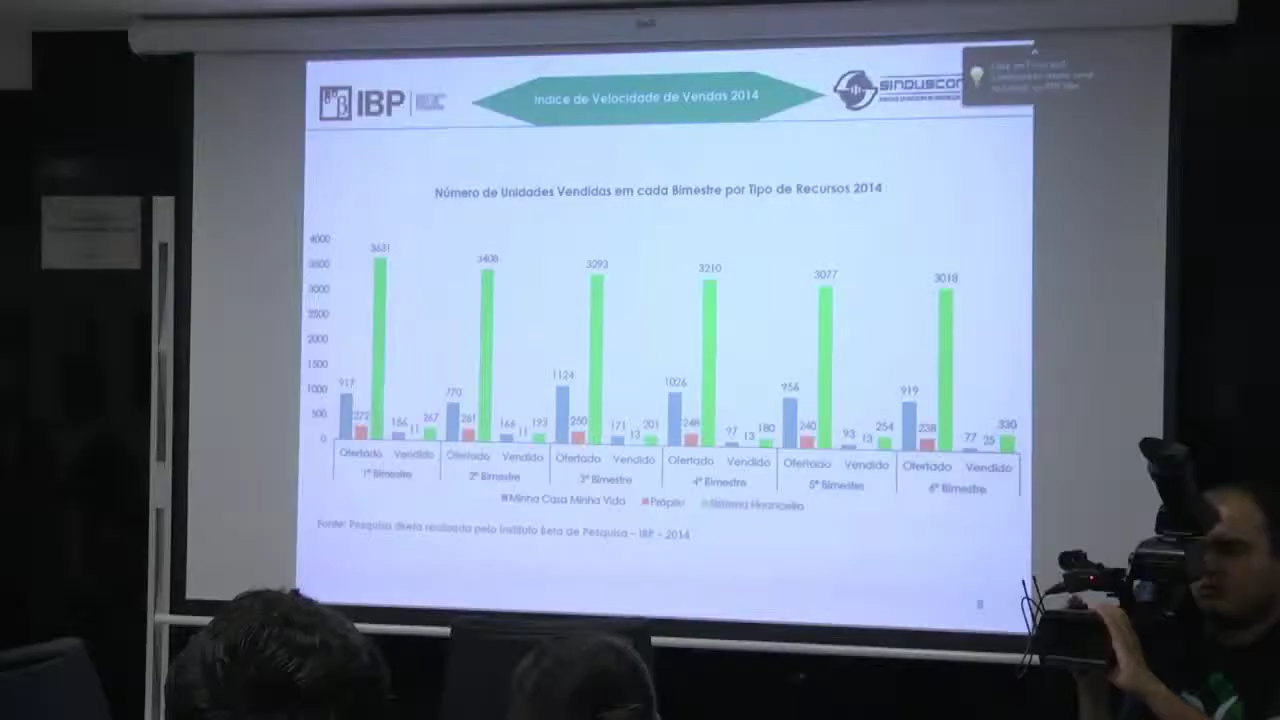 IBP
Indice de Velocidade de Vendas 2014
SINDUSCON
Número de Unidades Vendidas em cada Bimestre por Tipo de Recursos 2014
4000
3500
3000
2500
2000
1500
1000
500
0
917 272 3631 156 11 267
770 261 3408 166 11 193
1124 250 3293 171 13 201
1026 248 3210 97 13 180
956 240 3077 93 13 254
919 238 3018 77 25 330
Ofertado Vendido Ofertado Vendido Ofertado Vendido Ofertado Vendido Ofertado Vendido Ofertado Vendido
1º Bimestre 2º Bimestre 3º Bimestre 4º Bimestre 5º Bimestre 6º Bimestre
Minha Casa Minha Vida Própio Sistema Financeiro
Fonte: Pesquisa direta realizada pelo Instituto Beta de Pesquisa – IBP – 2014
8